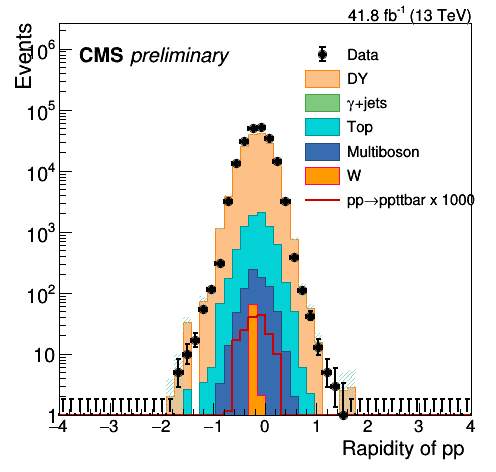 41.8 fb⁻¹ (13 TeV)
Events
CMS preliminary
Data
DY
γ+jets
Top
Multiboson
W
pp→ppttbar x 1000
10⁶
10⁵
10⁴
10³
10²
10
1
−4 −3 −2 −1 0 1 2 3 4
Rapidity of pp